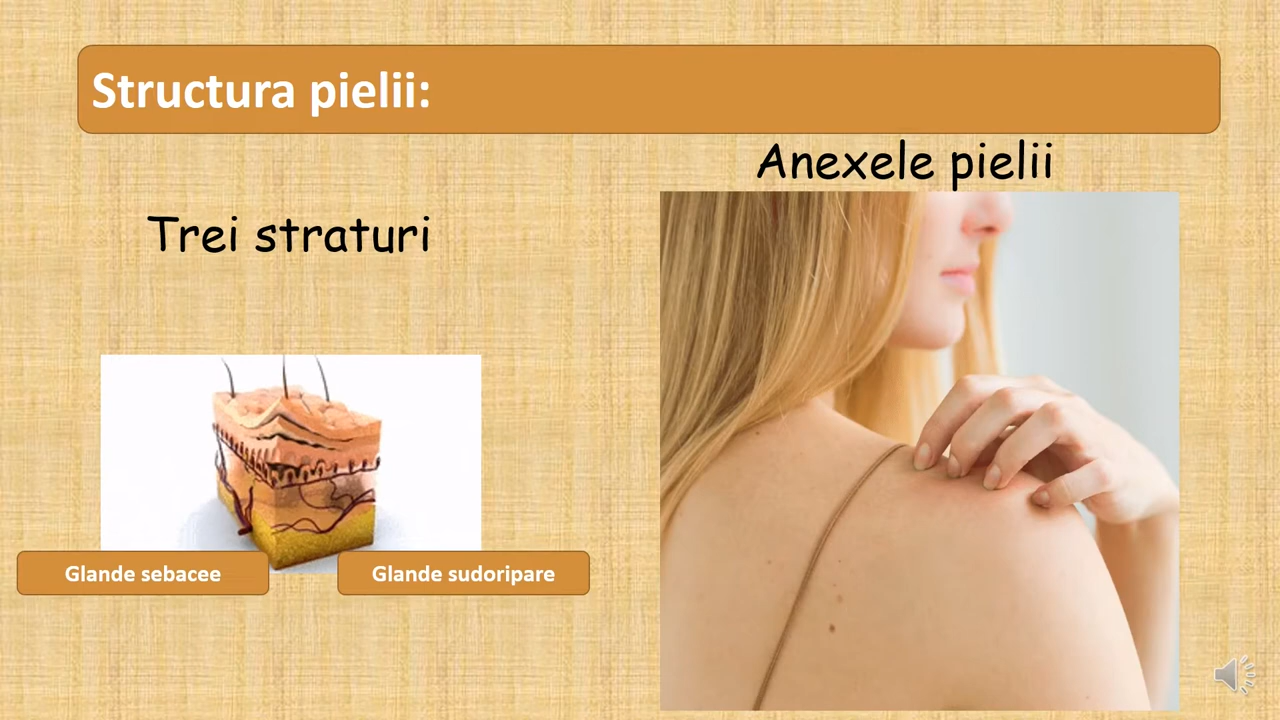 Structura pielii:
Anexele pielii
Trei straturi
Glande sebacee
Glande sudoripare